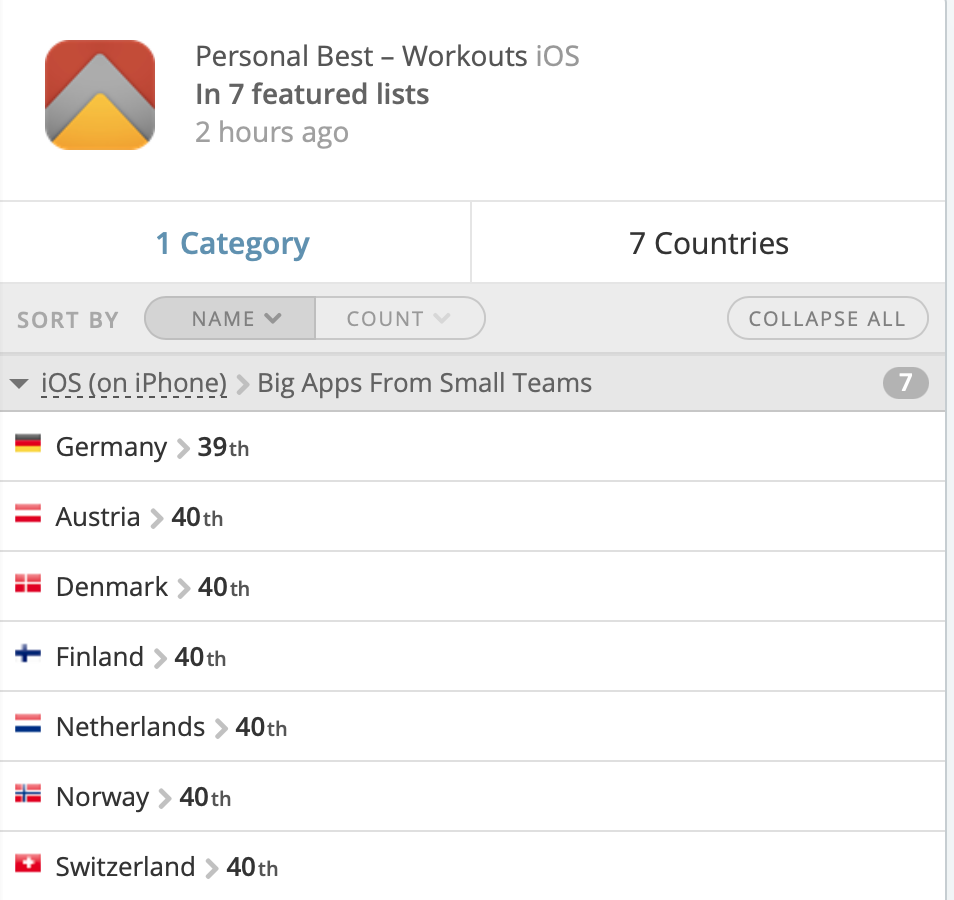 Personal Best – Workouts iOS
In 7 featured lists
2 hours ago
1 Category
7 Countries
SORT BY NAME COUNT COLLAPSE ALL
iOS (on iPhone) Big Apps From Small Teams 7
Germany 39th
Austria 40th
Denmark 40th
Finland 40th
Netherlands 40th
Norway 40th
Switzerland 40th